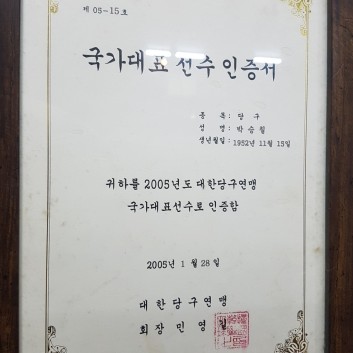 제 05-15호
국가대표 선수 인증서
종 목: 당 구
성 명: 박승칠
생년월일: 1952년 11월 15일
귀하를 2005년도 대한당구연맹
국가대표선수로 인증함
2005년 1 월 28 일
대 한 당 구 연 맹
회 장 민 영